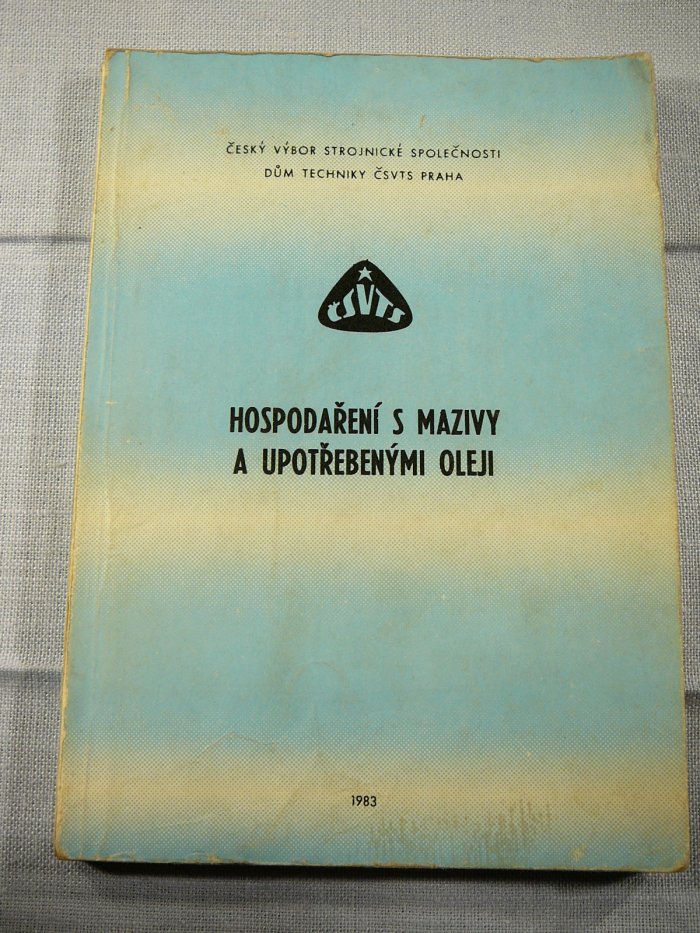 ČESKÝ VÝBOR STROJNICKÉ SPOLEČNOSTI
DŮM TECHNIKY ČSVTS PRAHA
ČSVTS
HOSPODAŘENÍ S MAZIVY
A UPOTŘEBENÝMI OLEJI
1983